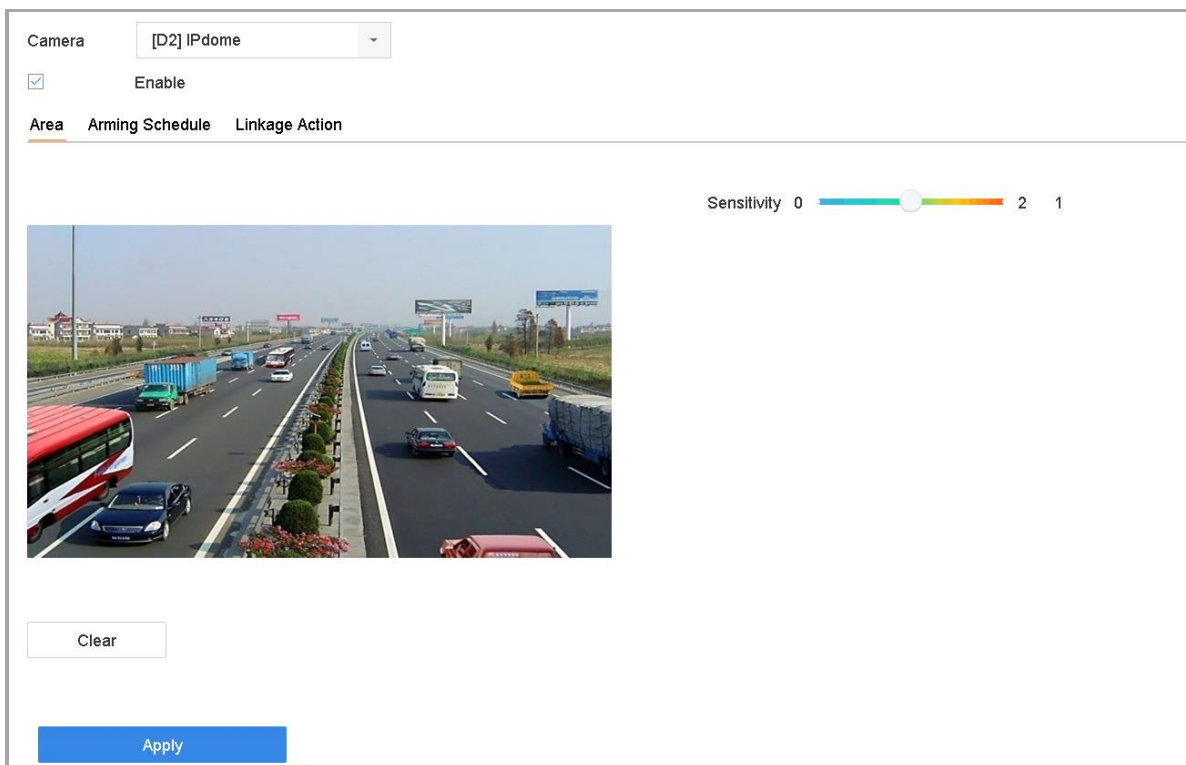 Camera [D2] IPdome
Enable
Area Arming Schedule Linkage Action
Sensitivity 0 2 1
Clear
Apply